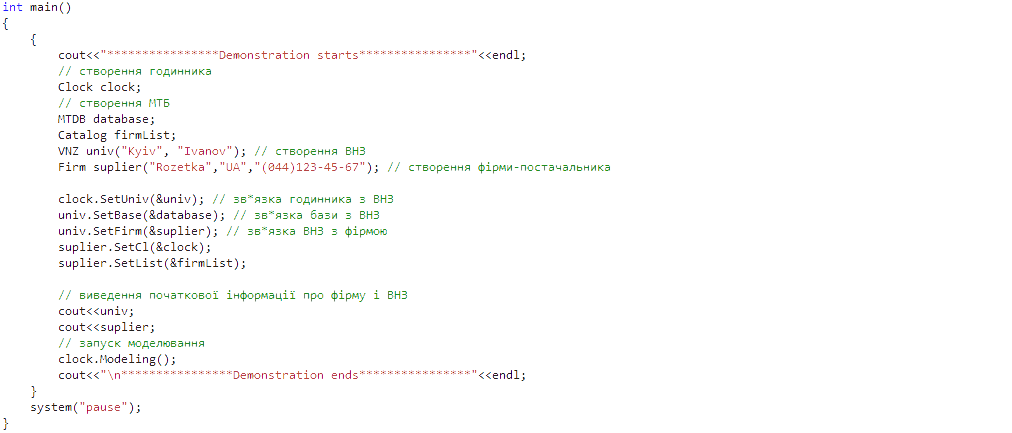 int main()
{
    {
        cout<<"****************Demonstration starts****************"<<endl;
        // створення годинника
        Clock clock;
        // створення МТБ
        MTDB database;
        Catalog firmList;
        VNZ univ("Kyiv", "Ivanov"); // створення ВНЗ
        Firm suplier("Rozetka","UA","(044)123-45-67"); // створення фірми-постачальника

        clock.SetUniv(&univ); // зв*язка годинника з ВНЗ
        univ.SetBase(&database); // зв*язка бази з ВНЗ
        univ.SetFirm(&suplier); // зв*язка ВНЗ з фірмою
        suplier.SetCl(&clock);
        suplier.SetList(&firmList);

        // виведення початкової інформації про фірму і ВНЗ
        cout<<univ;
        cout<<suplier;
        // запуск моделювання
        clock.Modeling();
        cout<<"\n****************Demonstration ends****************"<<endl;
    }
    system("pause");
}